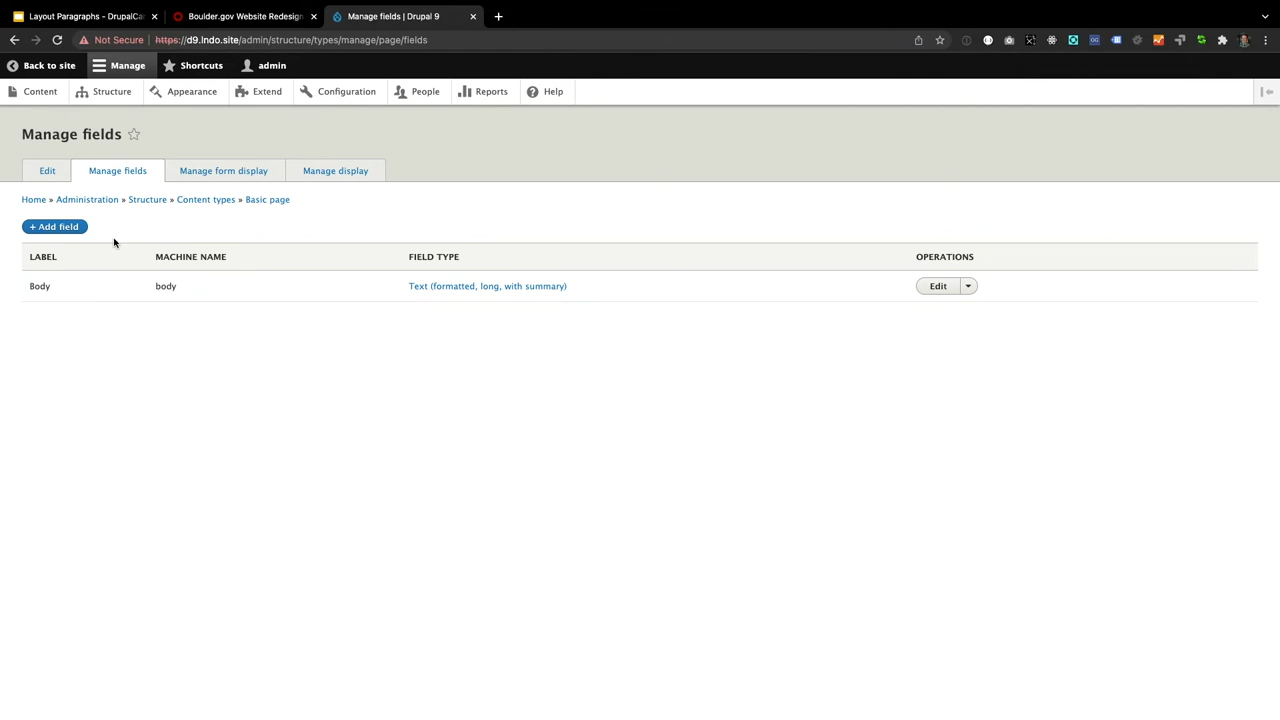 Layout Paragraphs - DrupalCa
Boulder.gov Website Redesign
Manage fields | Drupal 9
Not Secure
https://d9.lndo.site/admin/structure/types/manage/page/fields
Back to site
Manage
Shortcuts
admin
Content
Structure
Appearance
Extend
Configuration
People
Reports
Help
Manage fields
Edit
Manage fields
Manage form display
Manage display
Home » Administration » Structure » Content types » Basic page
+ Add field
LABEL MACHINE NAME FIELD TYPE OPERATIONS
Body body Text (formatted, long, with summary) Edit